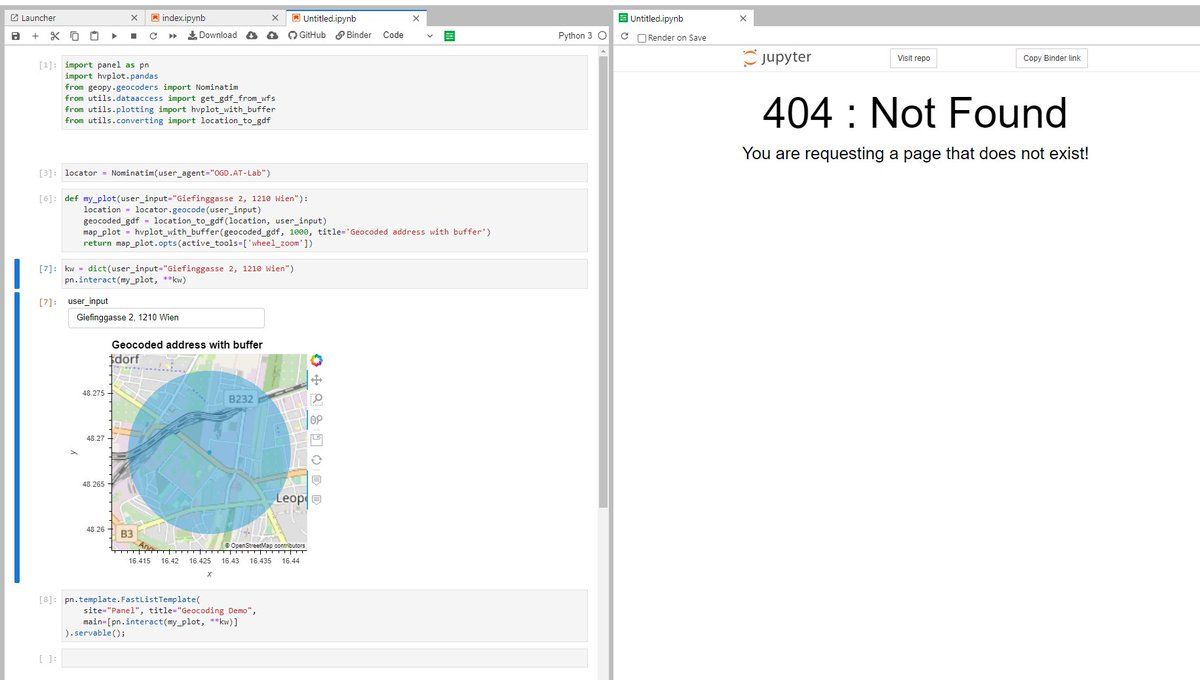 Launcher
index.ipynb
Untitled.ipynb
Download
GitHub
Binder
Code
Python 3
[1]:
import panel as pn
import hvplot.pandas
from geopy.geocoders import Nominatim
from utils.dataaccess import get_gdf_from_wfs
from utils.plotting import hvplot_with_buffer
from utils.converting import location_to_gdf
[3]:
locator = Nominatim(user_agent="OGD.AT-Lab")
[6]:
def my_plot(user_input="Giefinggasse 2, 1210 Wien"):
location = locator.geocode(user_input)
geocoded_gdf = location_to_gdf(location, user_input)
map_plot = hvplot_with_buffer(geocoded_gdf, 1000, title='Geocoded address with buffer')
return map_plot.opts(active_tools=['wheel_zoom'])
[7]:
kw = dict(user_input="Giefinggasse 2, 1210 Wien")
pn.interact(my_plot, **kw)
[7]:
user_input
Giefinggasse 2, 1210 Wien
Geocoded address with buffer
sdorf
B232
Leop
B3
© OpenStreetMap contributors
48.275
48.27
48.265
48.26
y
16.415 16.42 16.425 16.43 16.435 16.44
x
[8]:
pn.template.FastListTemplate(
site="Panel", title="Geocoding Demo",
main=[pn.interact(my_plot, **kw)]
).servable();
[ ]:
Untitled.ipynb
Render on Save
jupyter
Visit repo
Copy Binder link
404 : Not Found
You are requesting a page that does not exist!